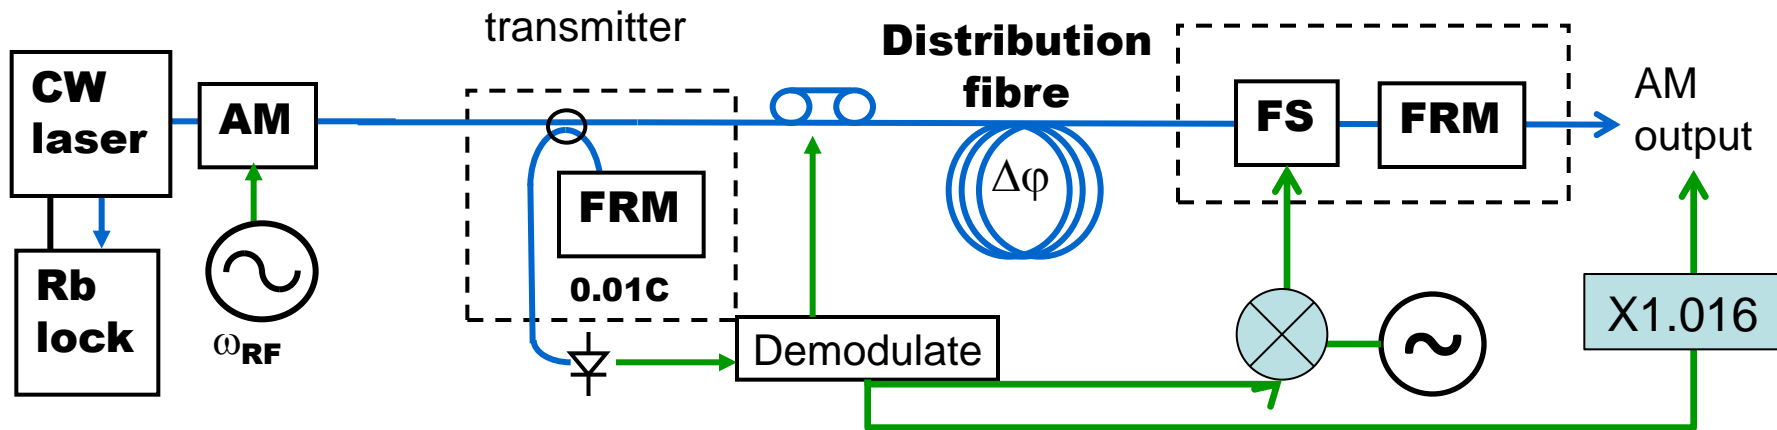 transmitter
CW
laser
AM
Distribution
fibre
FS
FRM
AM
output
Δφ
FRM
0.01C
Rb
lock
ωRF
Demodulate
X1.016